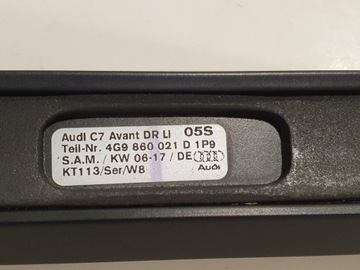 Audi C7 Avant DR LI 05S
Teil-Nr. 4G9 860 021 D 1P9
S.A.M. / KW 06-17 / DE
KT113/Ser/W8 Audi